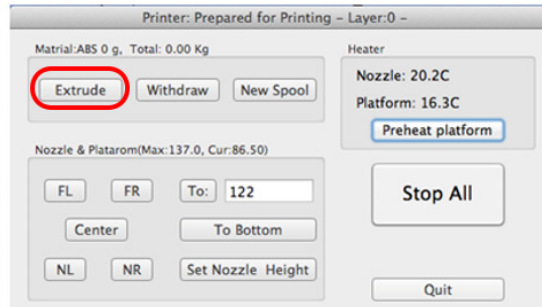 Printer: Prepared for Printing – Layer:0 –
Matrial:ABS 0 g, Total: 0.00 Kg
Extrude
Withdraw
New Spool
Heater
Nozzle: 20.2C
Platform: 16.3C
Preheat platform
Nozzle & Platarom(Max:137.0, Cur:86.50)
FL
FR
To:
122
Center
To Bottom
NL
NR
Set Nozzle Height
Stop All
Quit